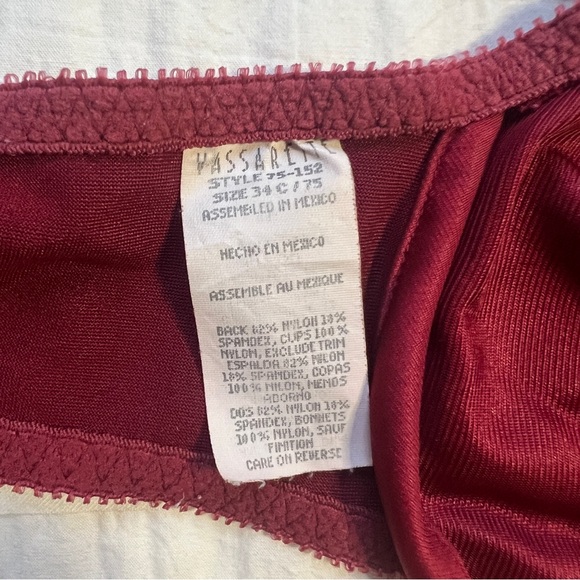 VASSARETTE
STYLE 75-152
SIZE 34 C / 75
ASSEMBLED IN MEXICO
HECHO EN MEXICO
ASSEMBLE AU MEXIQUE
BACK 82% NYLON 18%
SPANDEX, CUPS 100%
NYLON, EXCLUDE TRIM
ESPALDA 82% NILON
18% SPANDEX, COPAS
100% NILON, MENOS
ADORNO
DOS 82% NYLON 18%
SPANDEX, BONNETS
100% NYLON, SAUF
FINITION
CARE ON REVERSE